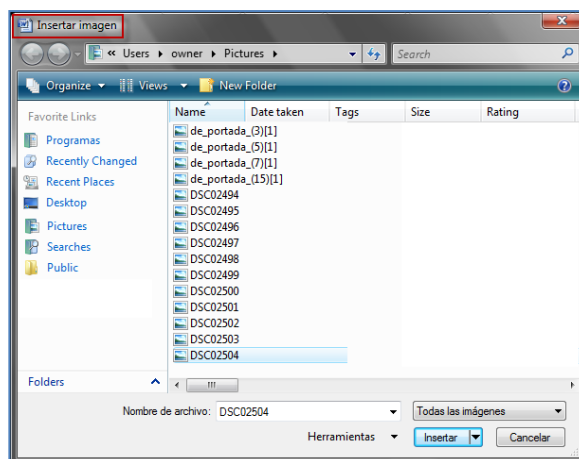 Insertar imagen
« Users ▸ owner ▸ Pictures ▸ Search
Organize Views New Folder
Favorite Links
Programas
Recently Changed
Recent Places
Desktop
Pictures
Searches
Public
Folders
Name Date taken Tags Size Rating
de_portada_(3)[1]
de_portada_(5)[1]
de_portada_(7)[1]
de_portada_(15)[1]
DSC02494
DSC02495
DSC02496
DSC02497
DSC02498
DSC02499
DSC02500
DSC02501
DSC02502
DSC02503
DSC02504
Nombre de archivo: DSC02504 Todas las imágenes
Herramientas Insertar Cancelar